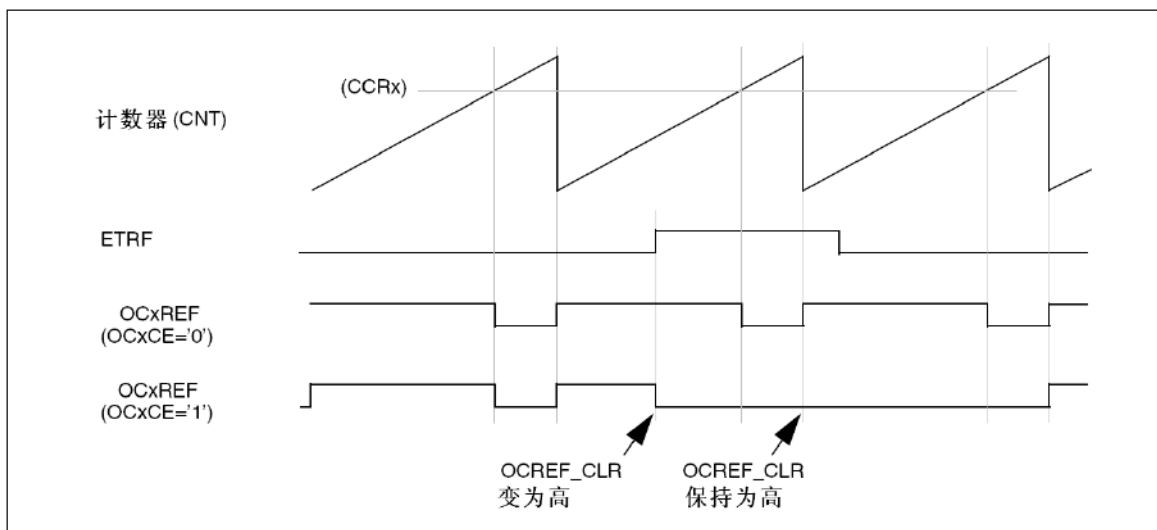 (CCRx)
计数器(CNT)
ETRF
OCxREF
(OCxCE='0')
OCxREF
(OCxCE='1')
OCREF_CLR
变为高
OCREF_CLR
保持为高